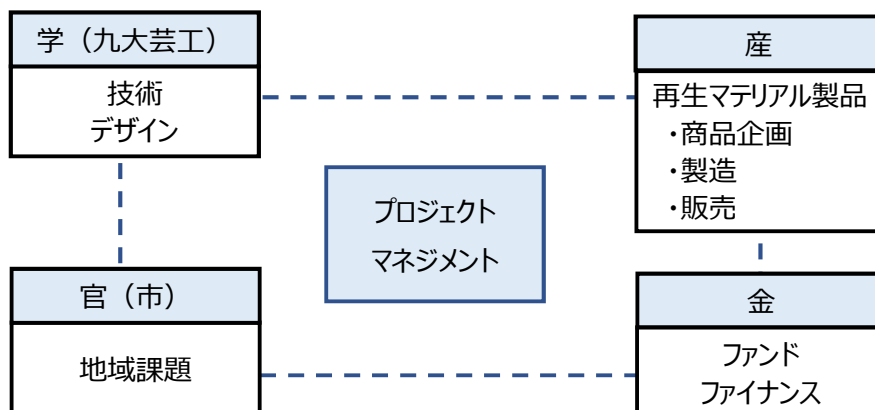 学（九大芸工）
技術
デザイン
産
再生マテリアル製品
・商品企画
・製造
・販売
プロジェクト
マネジメント
官（市）
地域課題
金
ファンド
ファイナンス